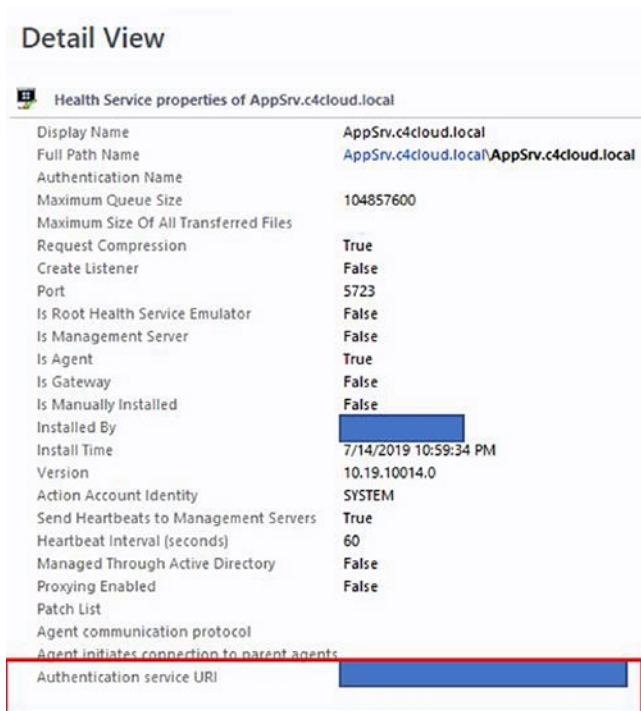 Detail View
Health Service properties of AppSrv.c4cloud.local
Display Name AppSrv.c4cloud.local
Full Path Name AppSrv.c4cloud.local\AppSrv.c4cloud.local
Authentication Name
Maximum Queue Size 104857600
Maximum Size Of All Transferred Files
Request Compression True
Create Listener False
Port 5723
Is Root Health Service Emulator False
Is Management Server False
Is Agent True
Is Gateway False
Is Manually Installed False
Installed By
Install Time 7/14/2019 10:59:34 PM
Version 10.19.10014.0
Action Account Identity SYSTEM
Send Heartbeats to Management Servers True
Heartbeat Interval (seconds) 60
Managed Through Active Directory False
Proxying Enabled False
Patch List
Agent communication protocol
Agent initiates connection to parent agents
Authentication service URI